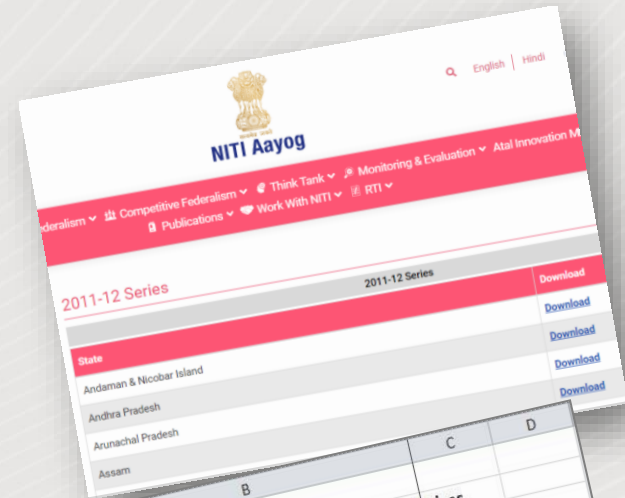 English | Hindi
NITI Aayog
Competitive Federalism Think Tank Monitoring & Evaluation Atal Innovation
Publications Work With NITI RTI
2011-12 Series
2011-12 Series
State Download
Andaman & Nicobar Island Download
Andhra Pradesh Download
Arunachal Pradesh Download
Assam Download
B C D